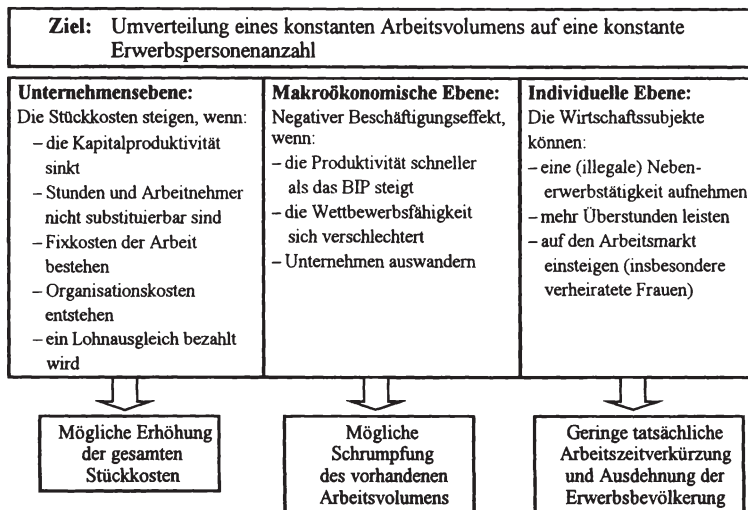 Ziel: Umverteilung eines konstanten Arbeitsvolumens auf eine konstante
Erwerbspersonenanzahl
Unternehmensebene:
Die Stückkosten steigen, wenn:
– die Kapitalproduktivität
sinkt
– Stunden und Arbeitnehmer
nicht substituierbar sind
– Fixkosten der Arbeit
bestehen
– Organisationskosten
entstehen
– ein Lohnausgleich bezahlt
wird
Makroökonomische Ebene:
Negativer Beschäftigungseffekt,
wenn:
– die Produktivität schneller
als das BIP steigt
– die Wettbewerbsfähigkeit
sich verschlechtert
– Unternehmen auswandern
Individuelle Ebene:
Die Wirtschaftssubjekte
können:
– eine (illegale) Neben-
erwerbstätigkeit aufnehmen
– mehr Überstunden leisten
– auf den Arbeitsmarkt
einsteigen (insbesondere
verheiratete Frauen)
Mögliche Erhöhung
der gesamten
Stückkosten
Mögliche
Schrumpfung
des vorhandenen
Arbeitsvolumens
Geringe tatsächliche
Arbeitszeitverkürzung
und Ausdehnung der
Erwerbsbevölkerung